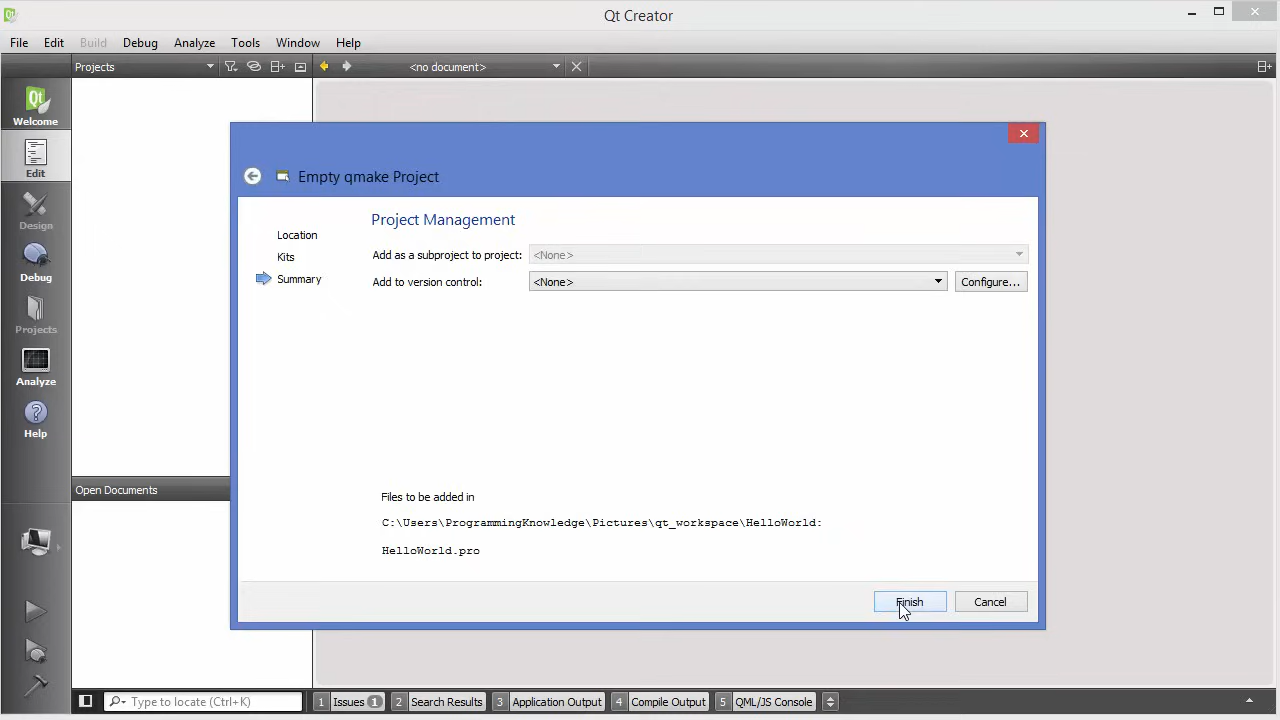 Qt Creator
File Edit Build Debug Analyze Tools Window Help
Projects <no document>
Welcome
Edit
Design
Debug
Projects
Analyze
Help
Open Documents
Empty qmake Project
Location
Kits
Summary
Project Management
Add as a subproject to project: <None>
Add to version control: <None> Configure...
Files to be added in
C:\Users\ProgrammingKnowledge\Pictures\qt_workspace\HelloWorld:
HelloWorld.pro
Finish Cancel
Type to locate (Ctrl+K) 1 Issues 1 2 Search Results 3 Application Output 4 Compile Output 5 QML/JS Console